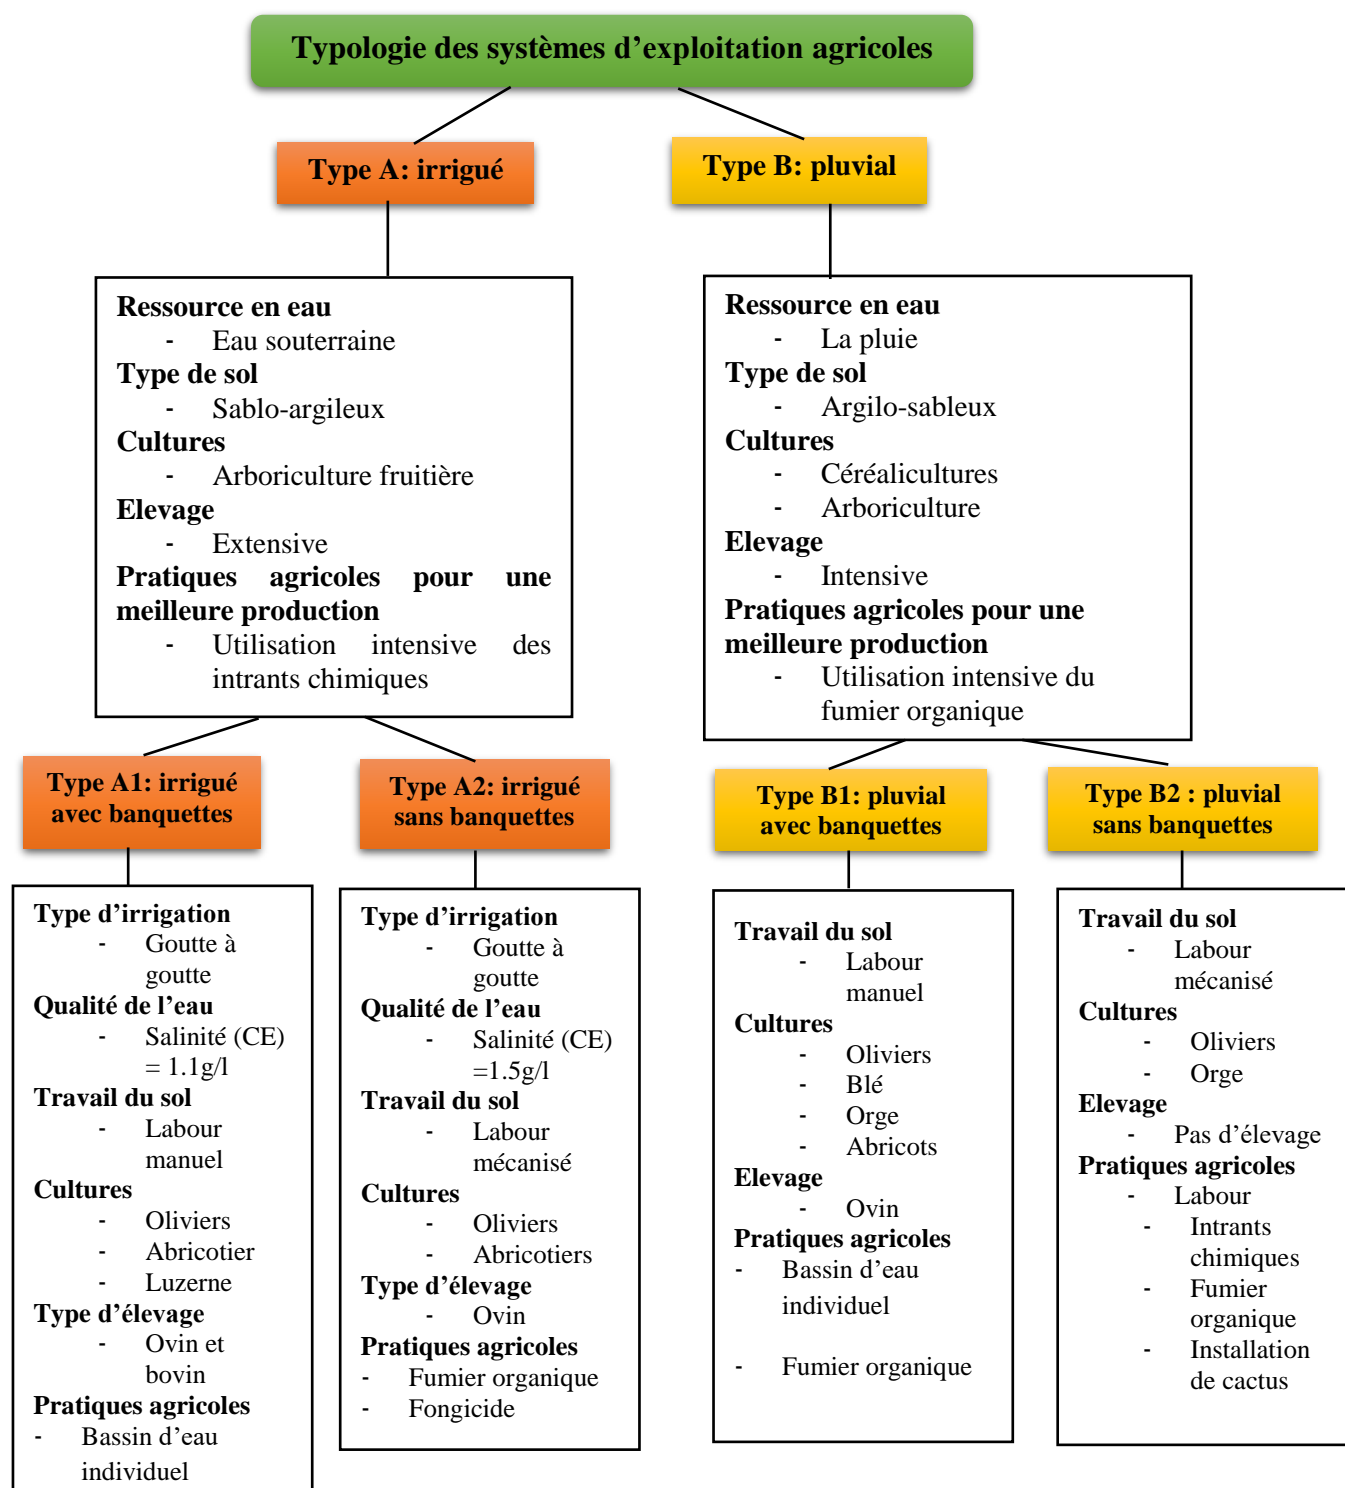 Typologie des systèmes d’exploitation agricoles
Type A: irrigué
Type B: pluvial
Ressource en eau
- Eau souterraine
Type de sol
- Sablo-argileux
Cultures
- Arboriculture fruitière
Elevage
- Extensive
Pratiques agricoles pour une
meilleure production
- Utilisation intensive des
intrants chimiques
Ressource en eau
- La pluie
Type de sol
- Argilo-sableux
Cultures
- Céréalicultures
- Arboriculture
Elevage
- Intensive
Pratiques agricoles pour une
meilleure production
- Utilisation intensive du
fumier organique
Type A1: irrigué
avec banquettes
Type A2: irrigué
sans banquettes
Type B1: pluvial
avec banquettes
Type B2 : pluvial
sans banquettes
Type d’irrigation
- Goutte à
goutte
Qualité de l’eau
- Salinité (CE)
= 1.1g/l
Travail du sol
- Labour
manuel
Cultures
- Oliviers
- Abricotier
- Luzerne
Type d’élevage
- Ovin et
bovin
Pratiques agricoles
- Bassin d’eau
individuel
Type d’irrigation
- Goutte à
goutte
Qualité de l’eau
- Salinité (CE)
=1.5g/l
Travail du sol
- Labour
mécanisé
Cultures
- Oliviers
- Abricotiers
Type d’élevage
- Ovin
Pratiques agricoles
- Fumier organique
- Fongicide
Travail du sol
- Labour
manuel
Cultures
- Oliviers
- Blé
- Orge
- Abricots
Elevage
- Ovin
Pratiques agricoles
- Bassin d’eau
individuel
- Fumier organique
Travail du sol
- Labour
mécanisé
Cultures
- Oliviers
- Orge
Elevage
- Pas d’élevage
Pratiques agricoles
- Labour
- Intrants
chimiques
- Fumier
organique
- Installation
de cactus